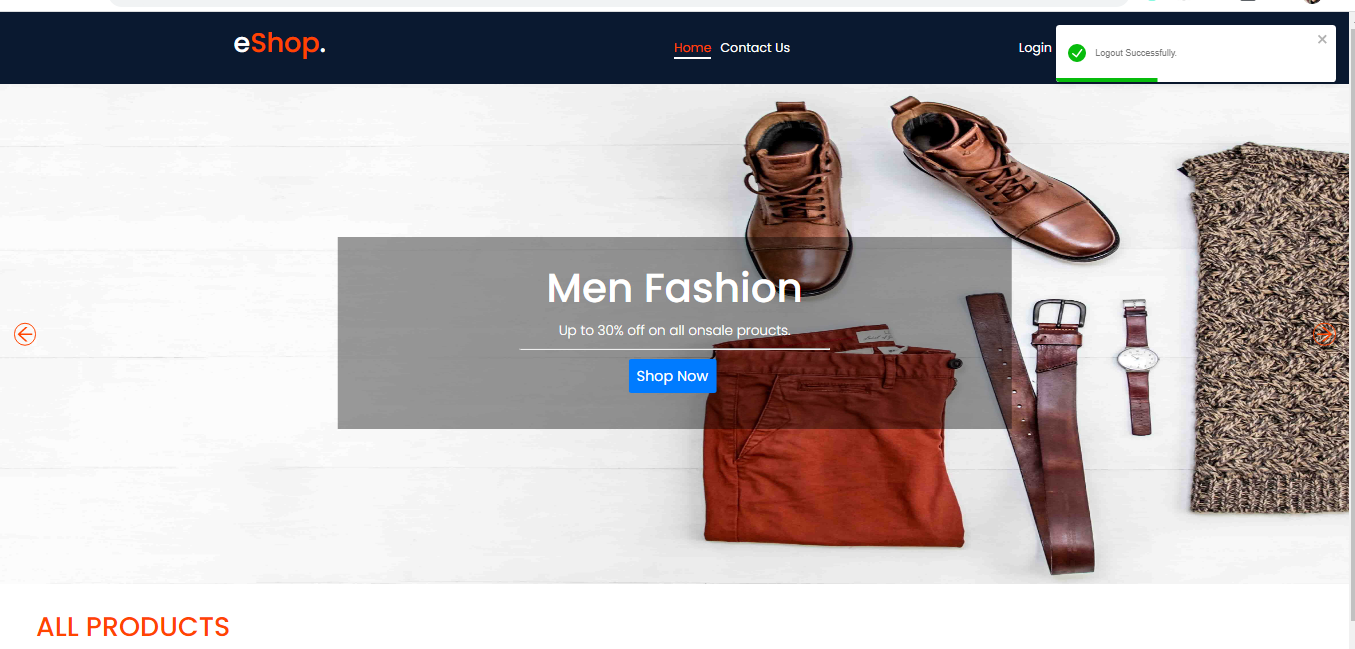 eShop.
Home Contact Us
Login
Logout Successfully.
Men Fashion
Up to 30% off on all onsale proucts.
Shop Now
ALL PRODUCTS